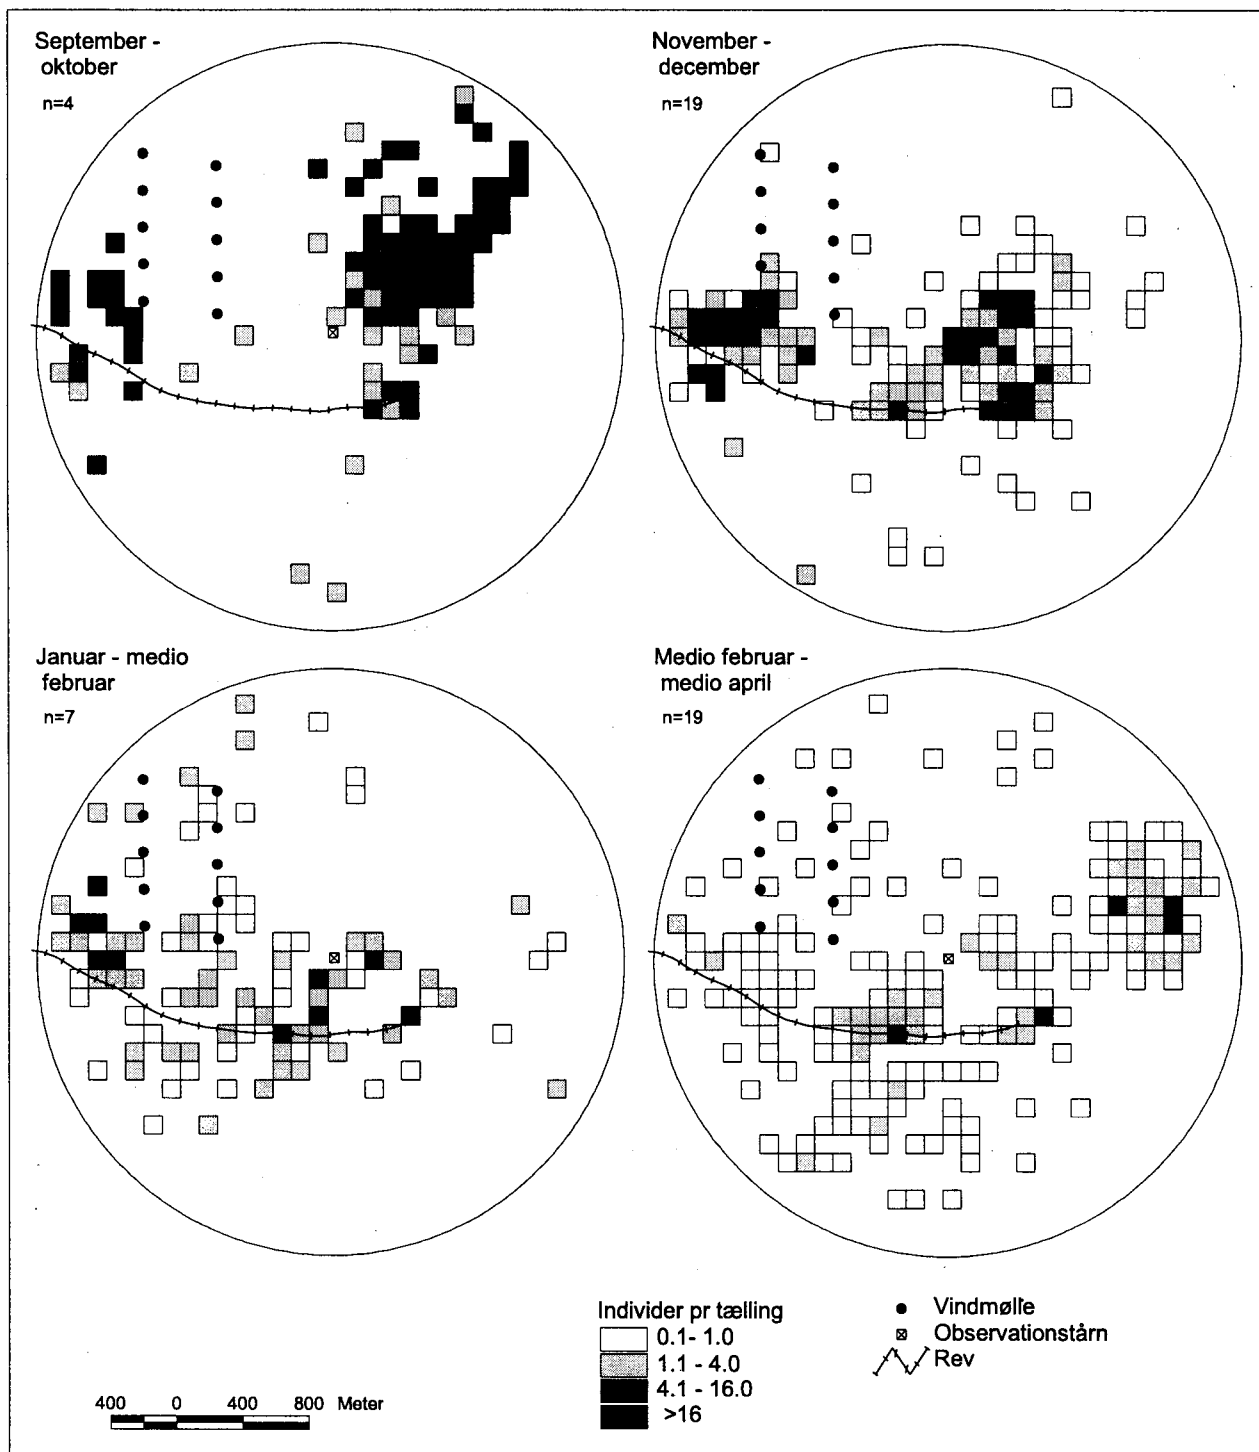 September -
oktober
n=4
November -
december
n=19
Januar - medio
februar
n=7
Medio februar -
medio april
n=19
Individer pr tælling
0.1- 1.0
1.1 - 4.0
4.1 - 16.0
>16
Vindmølle
Observationstårn
Rev
400 0 400 800 Meter